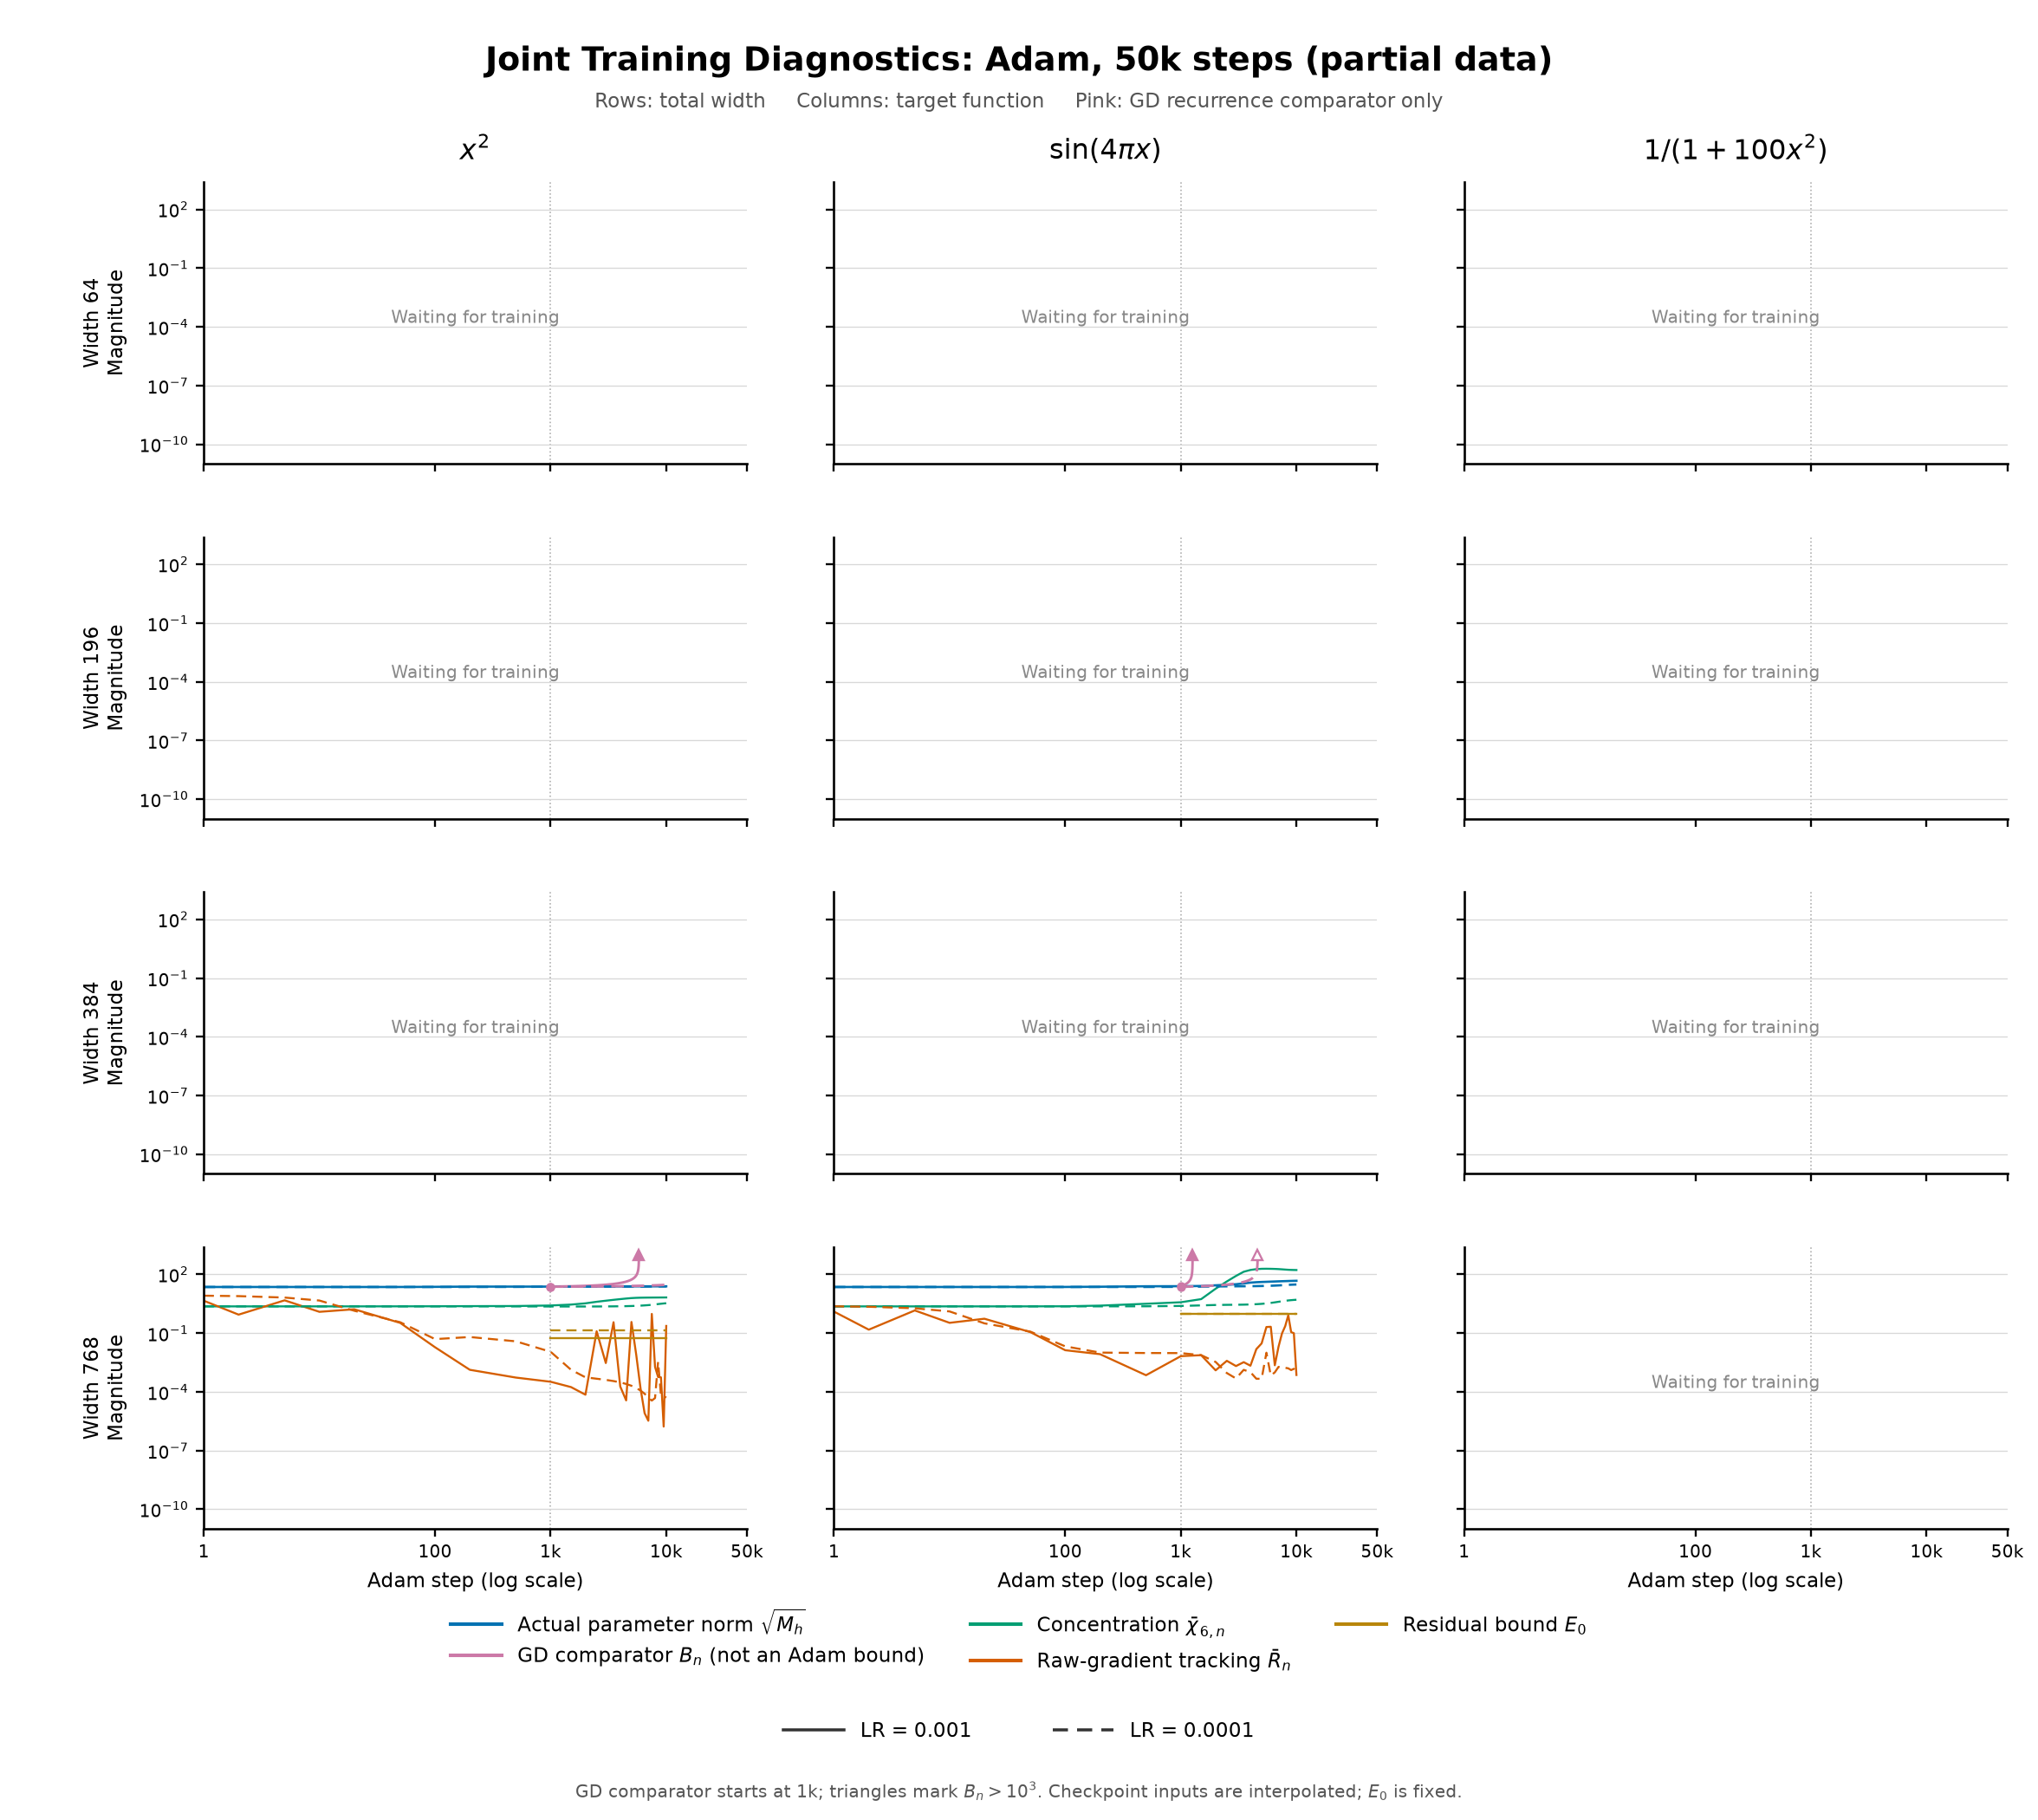 Joint Training Diagnostics: Adam, 50k steps (partial data)
Rows: total width Columns: target function Pink: GD recurrence comparator only
x² sin(4πx) 1/(1 + 100x²)
Width 64
Magnitude
10²
10⁻¹
10⁻⁴
10⁻⁷
10⁻¹⁰
Waiting for training Waiting for training Waiting for training
Width 196
Magnitude
10²
10⁻¹
10⁻⁴
10⁻⁷
10⁻¹⁰
Waiting for training Waiting for training Waiting for training
Width 384
Magnitude
10²
10⁻¹
10⁻⁴
10⁻⁷
10⁻¹⁰
Waiting for training Waiting for training Waiting for training
Width 768
Magnitude
10²
10⁻¹
10⁻⁴
10⁻⁷
10⁻¹⁰
Waiting for training
1 100 1k 10k 50k 1 100 1k 10k 50k 1 100 1k 10k 50k
Adam step (log scale) Adam step (log scale) Adam step (log scale)
Actual parameter norm √M_h Concentration χ̄₆,ₙ Residual bound E₀
GD comparator Bₙ (not an Adam bound) Raw-gradient tracking R̄ₙ
LR = 0.001 LR = 0.0001
GD comparator starts at 1k; triangles mark Bₙ > 10³. Checkpoint inputs are interpolated; E₀ is fixed.